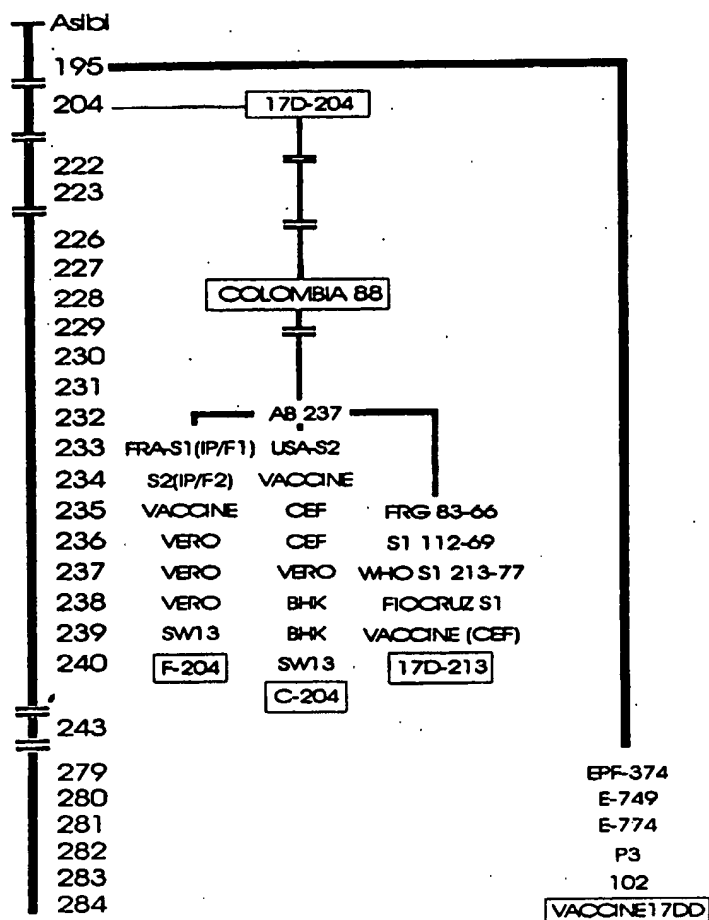 Asibi
195
204 17D-204
222
223
226
227
228 COLOMBIA 88
229
230
231
232 AB 237
233 FRA-S1(IP/F1) USA-S2
234 S2(IP/F2) VACCINE
235 VACCINE CEF FRG 83-66
236 VERO CEF S1 112-69
237 VERO VERO WHO S1 213-77
238 VERO BHK FIOCRUZ S1
239 SW13 BHK VACCINE (CEF)
240 F-204 SW13 17D-213
C-204
243
279 EPF-374
280 E-749
281 E-774
282 P3
283 102
284 VACCINE17DD